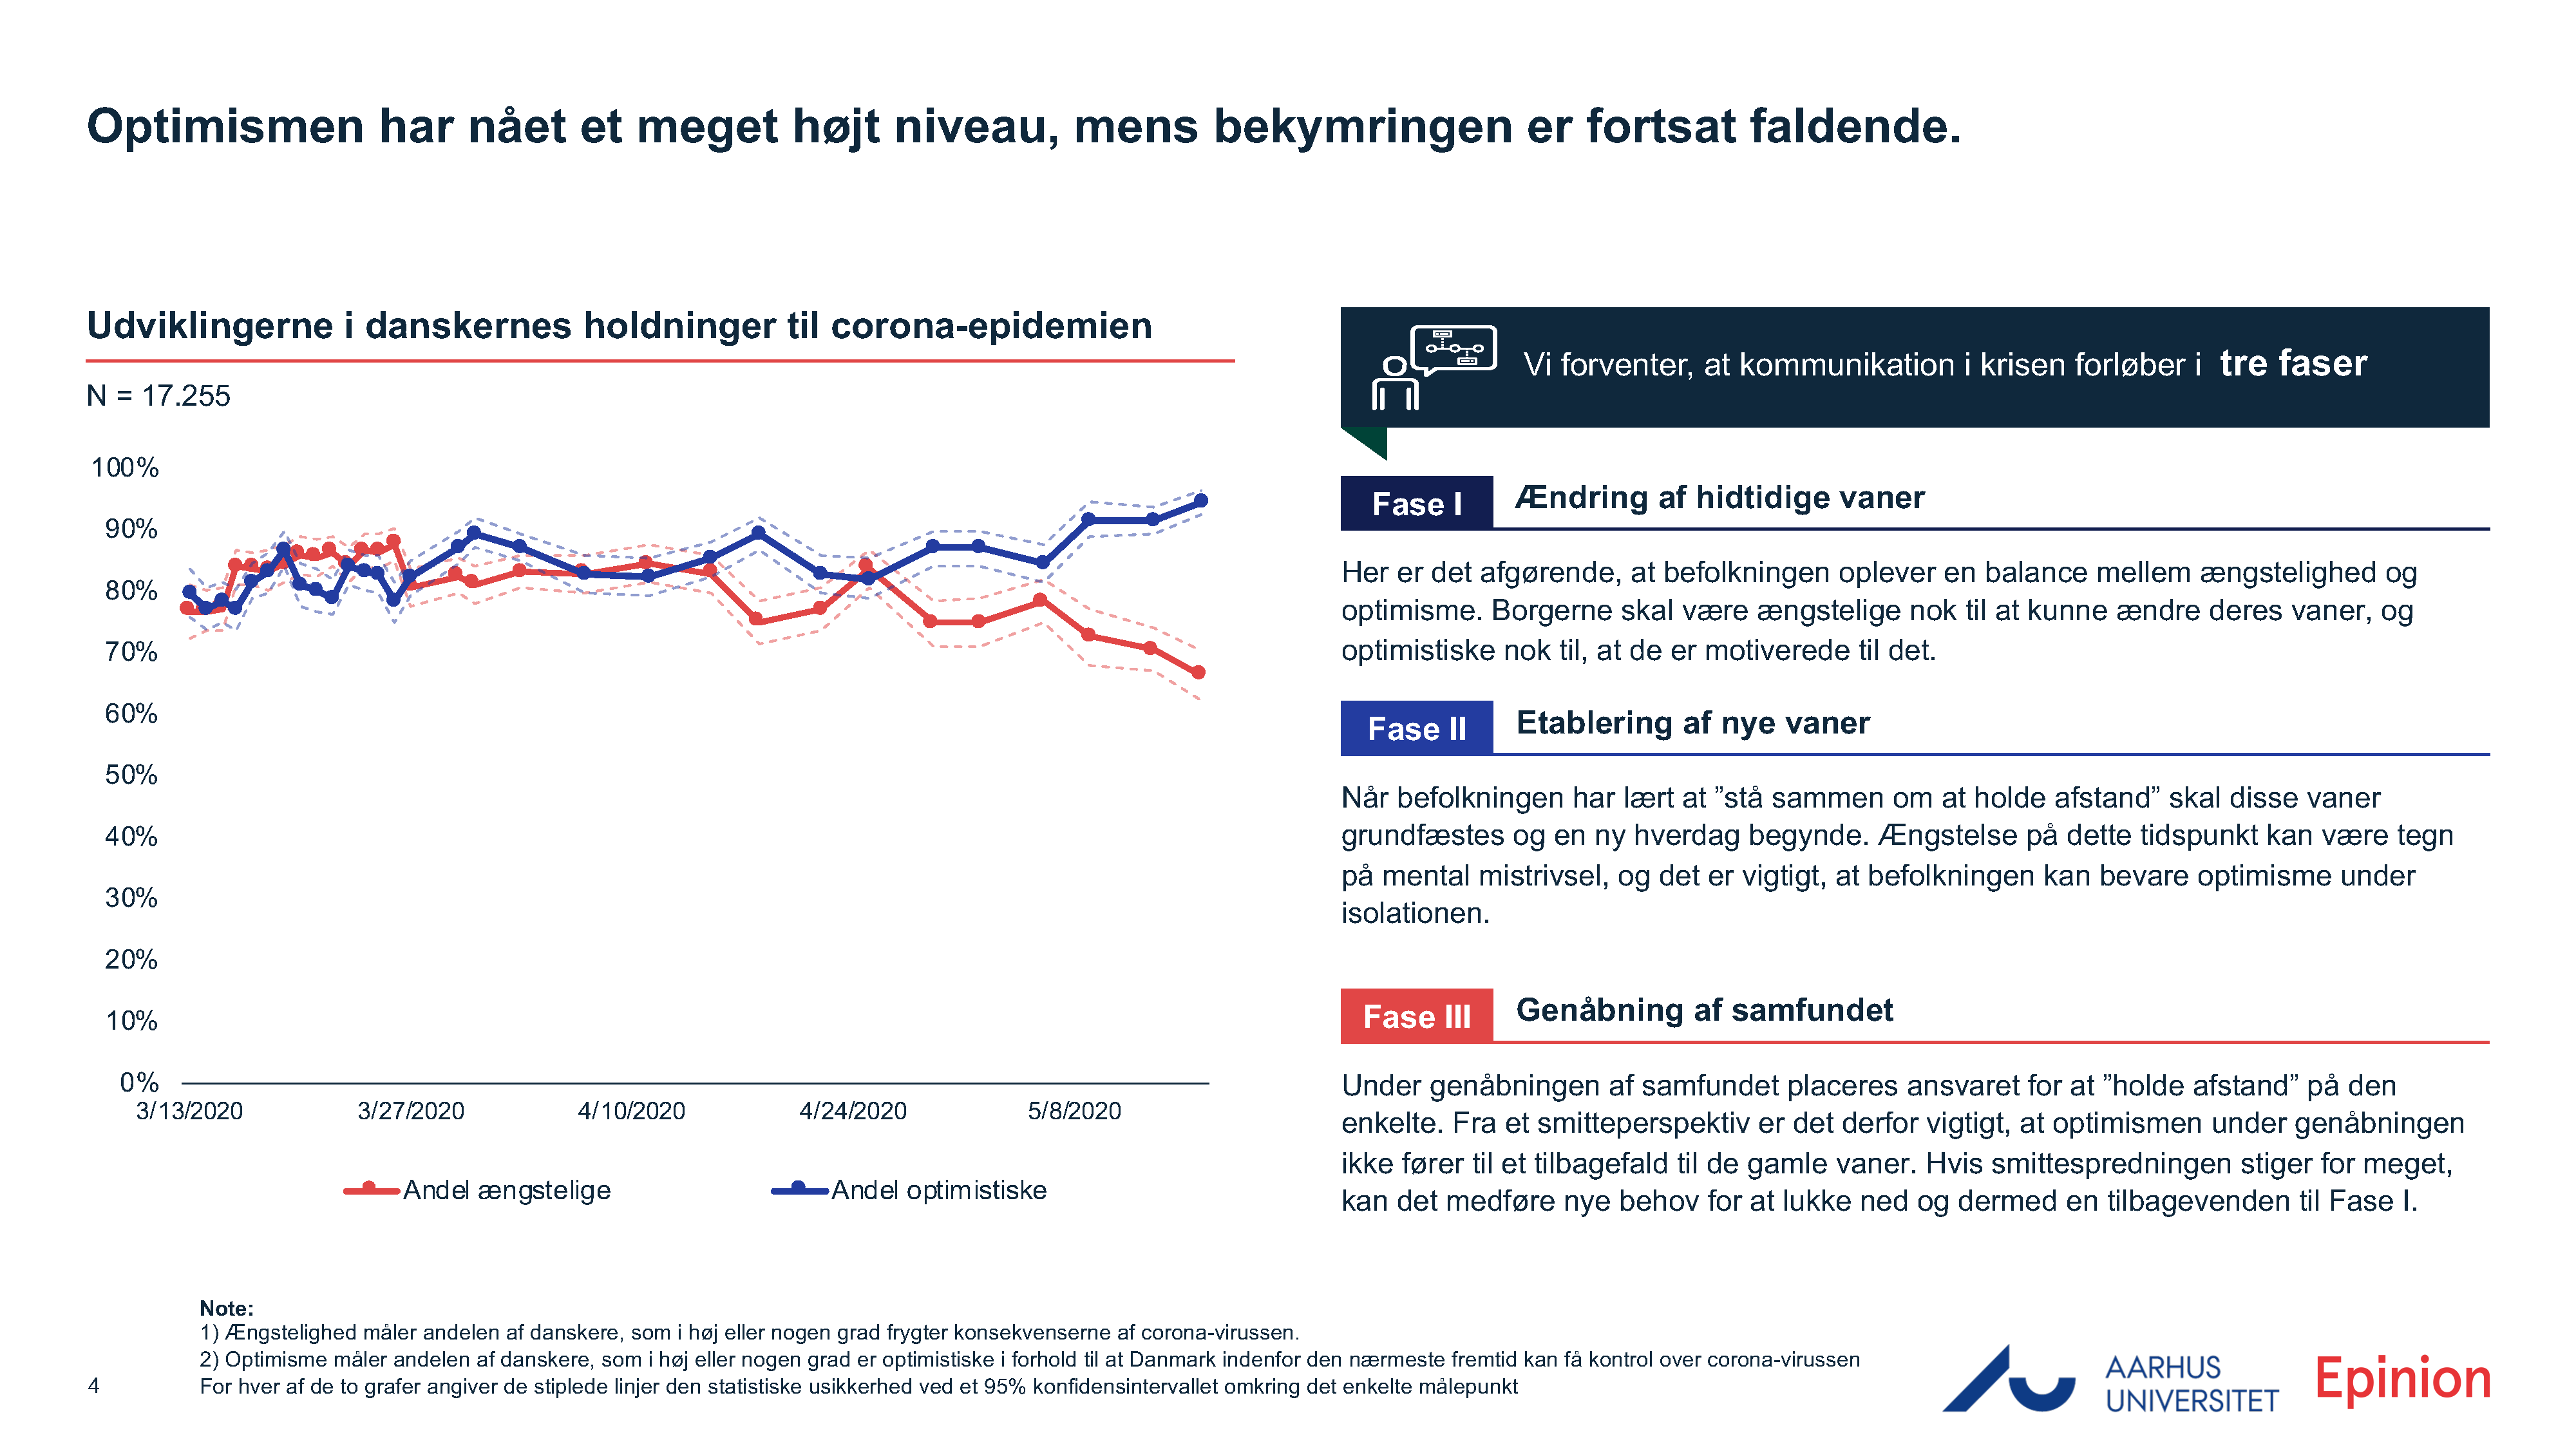 Optimismen har nået et meget højt niveau, mens bekymringen er fortsat faldende.
Udviklingerne i danskernes holdninger til corona-epidemien
N = 17.255
100%
90%
80%
70%
60%
50%
40%
30%
20%
10%
0%
3/13/2020 3/27/2020 4/10/2020 4/24/2020 5/8/2020
Andel ængstelige Andel optimistiske
Vi forventer, at kommunikation i krisen forløber i tre faser
Fase I Ændring af hidtidige vaner
Her er det afgørende, at befolkningen oplever en balance mellem ængstelighed og
optimisme. Borgerne skal være ængstelige nok til at kunne ændre deres vaner, og
optimistiske nok til, at de er motiverede til det.
Fase II Etablering af nye vaner
Når befolkningen har lært at ”stå sammen om at holde afstand” skal disse vaner
grundfæstes og en ny hverdag begynde. Ængstelse på dette tidspunkt kan være tegn
på mental mistrivsel, og det er vigtigt, at befolkningen kan bevare optimisme under
isolationen.
Fase III Genåbning af samfundet
Under genåbningen af samfundet placeres ansvaret for at ”holde afstand” på den
enkelte. Fra et smitteperspektiv er det derfor vigtigt, at optimismen under genåbningen
ikke fører til et tilbagefald til de gamle vaner. Hvis smittespredningen stiger for meget,
kan det medføre nye behov for at lukke ned og dermed en tilbagevenden til Fase I.
Note:
1) Ængstelighed måler andelen af danskere, som i høj eller nogen grad frygter konsekvenserne af corona-virussen.
2) Optimisme måler andelen af danskere, som i høj eller nogen grad er optimistiske i forhold til at Danmark indenfor den nærmeste fremtid kan få kontrol over corona-virussen
For hver af de to grafer angiver de stiplede linjer den statistiske usikkerhed ved et 95% konfidensintervallet omkring det enkelte målepunkt
4
AARHUS
UNIVERSITET
Epinion